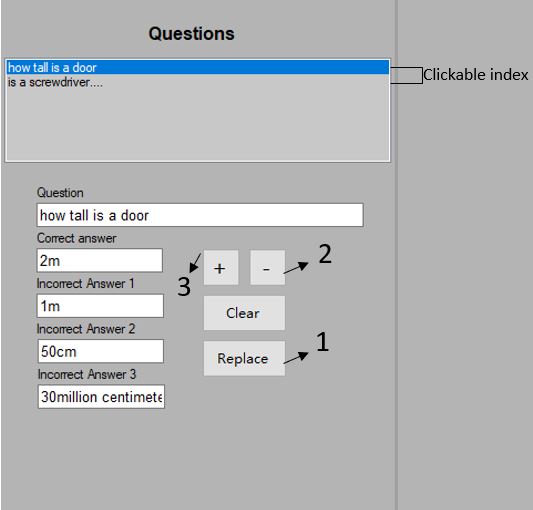 Questions
how tall is a door
is a screwdriver....
Clickable index
Question
how tall is a door
Correct answer
2m
+
-
2
3
Incorrect Answer 1
1m
Clear
Incorrect Answer 2
50cm
Replace
1
Incorrect Answer 3
30million centimete